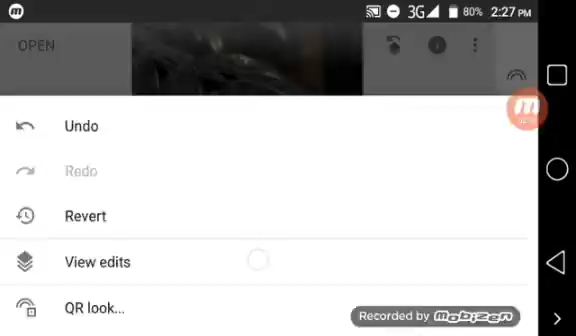 3G 80% 2:27 PM
OPEN
Undo
Redo
Revert
View edits
QR look...
Recorded by mobizen